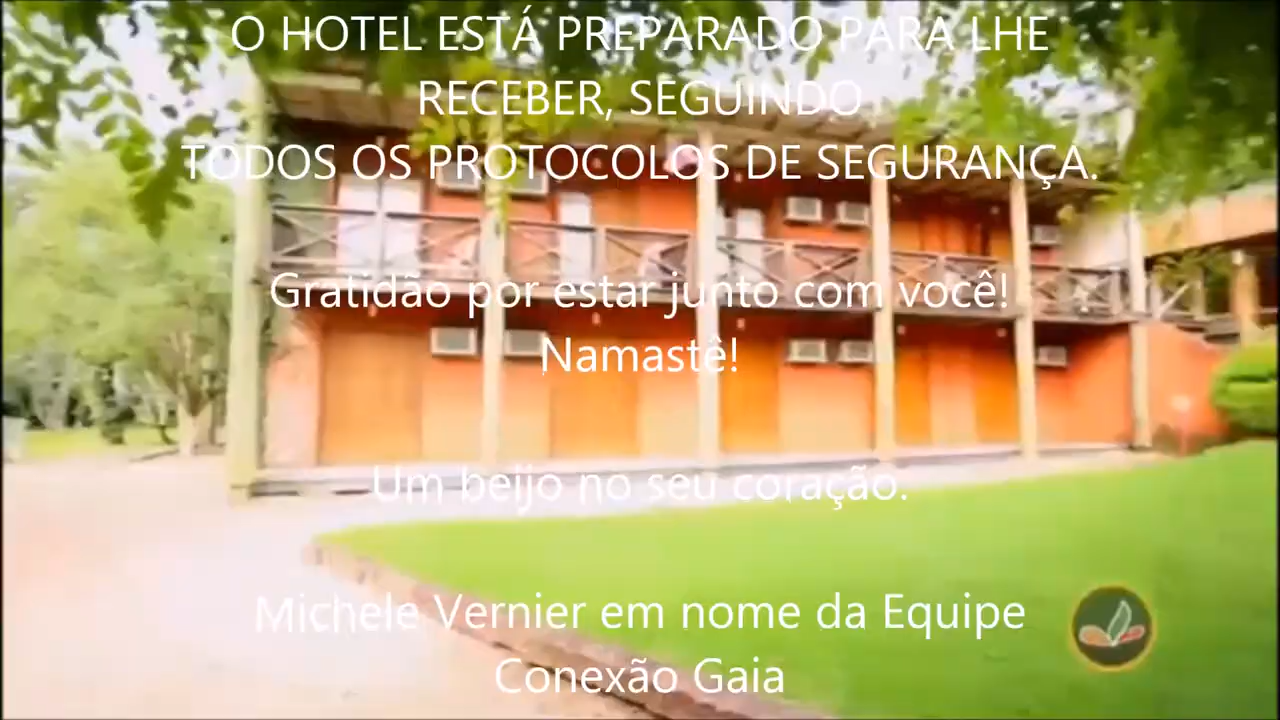 O HOTEL ESTÁ PREPARADO PARA LHE
RECEBER, SEGUINDO
TODOS OS PROTOCOLOS DE SEGURANÇA.
Gratidão por estar junto com você!
Namastê!
Um beijo no seu coração.
Michele Vernier em nome da Equipe
Conexão Gaia